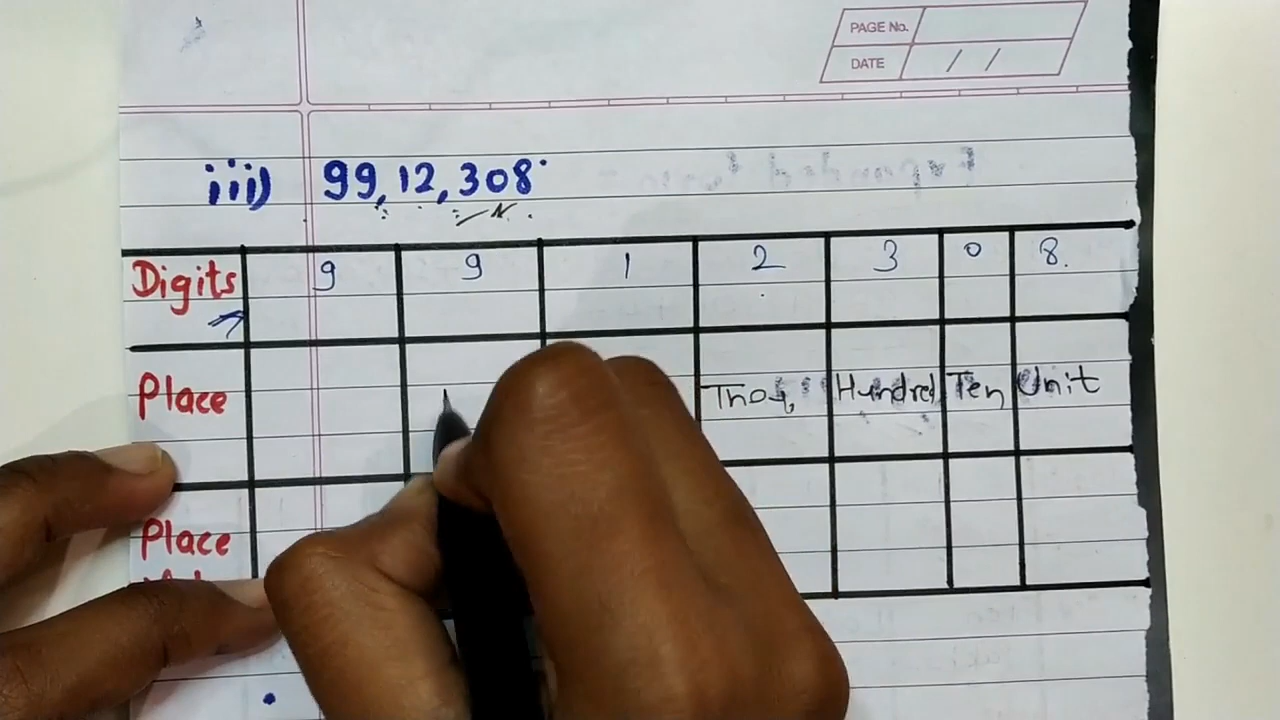 PAGE No.
DATE / /
iii) 99,12,308
Digits 9 9 1 2 3 0 8.
Place Thou, Hundred Ten Unit
Place